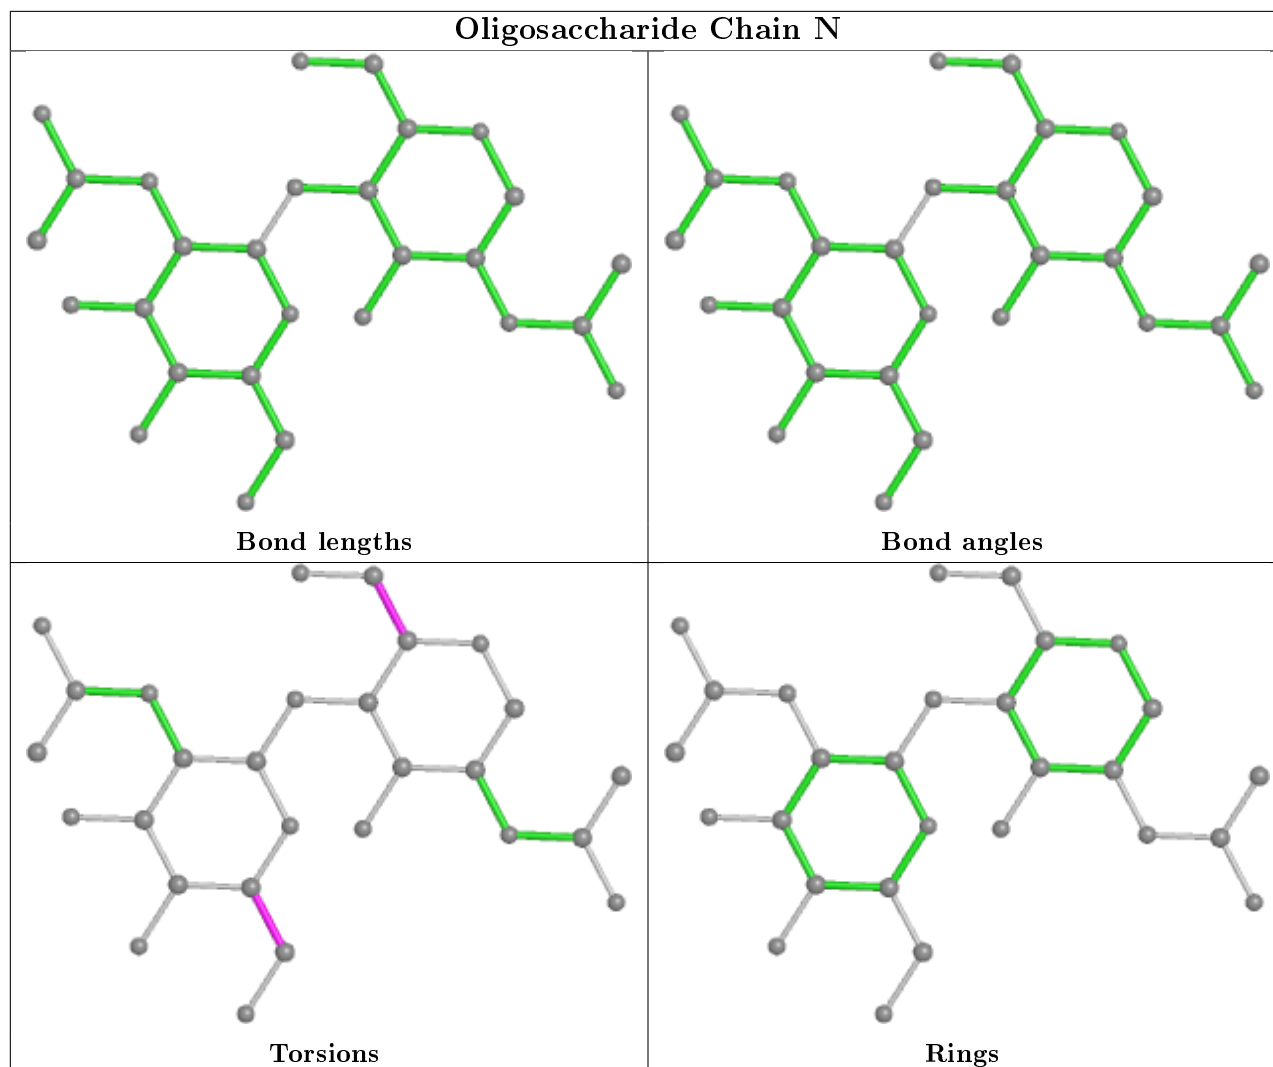 Oligosaccharide Chain N
Bond lengths
Bond angles
Torsions
Rings